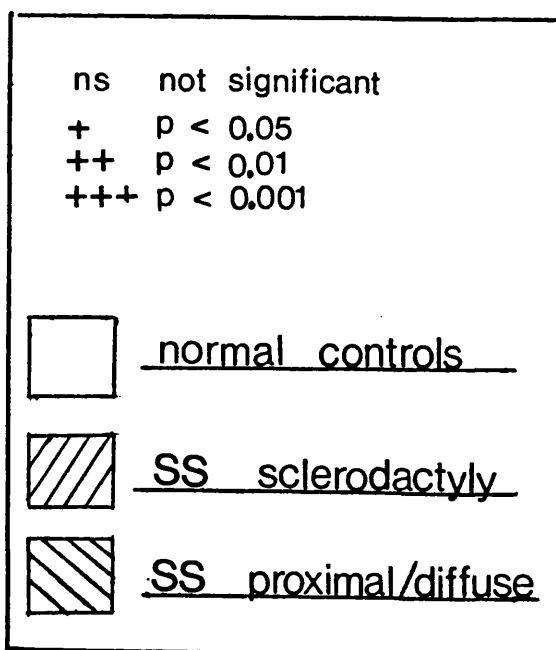 ns not significant
+ p < 0.05
++ p < 0.01
+++ p < 0.001
normal controls
SS sclerodactyly
SS proximal/diffuse